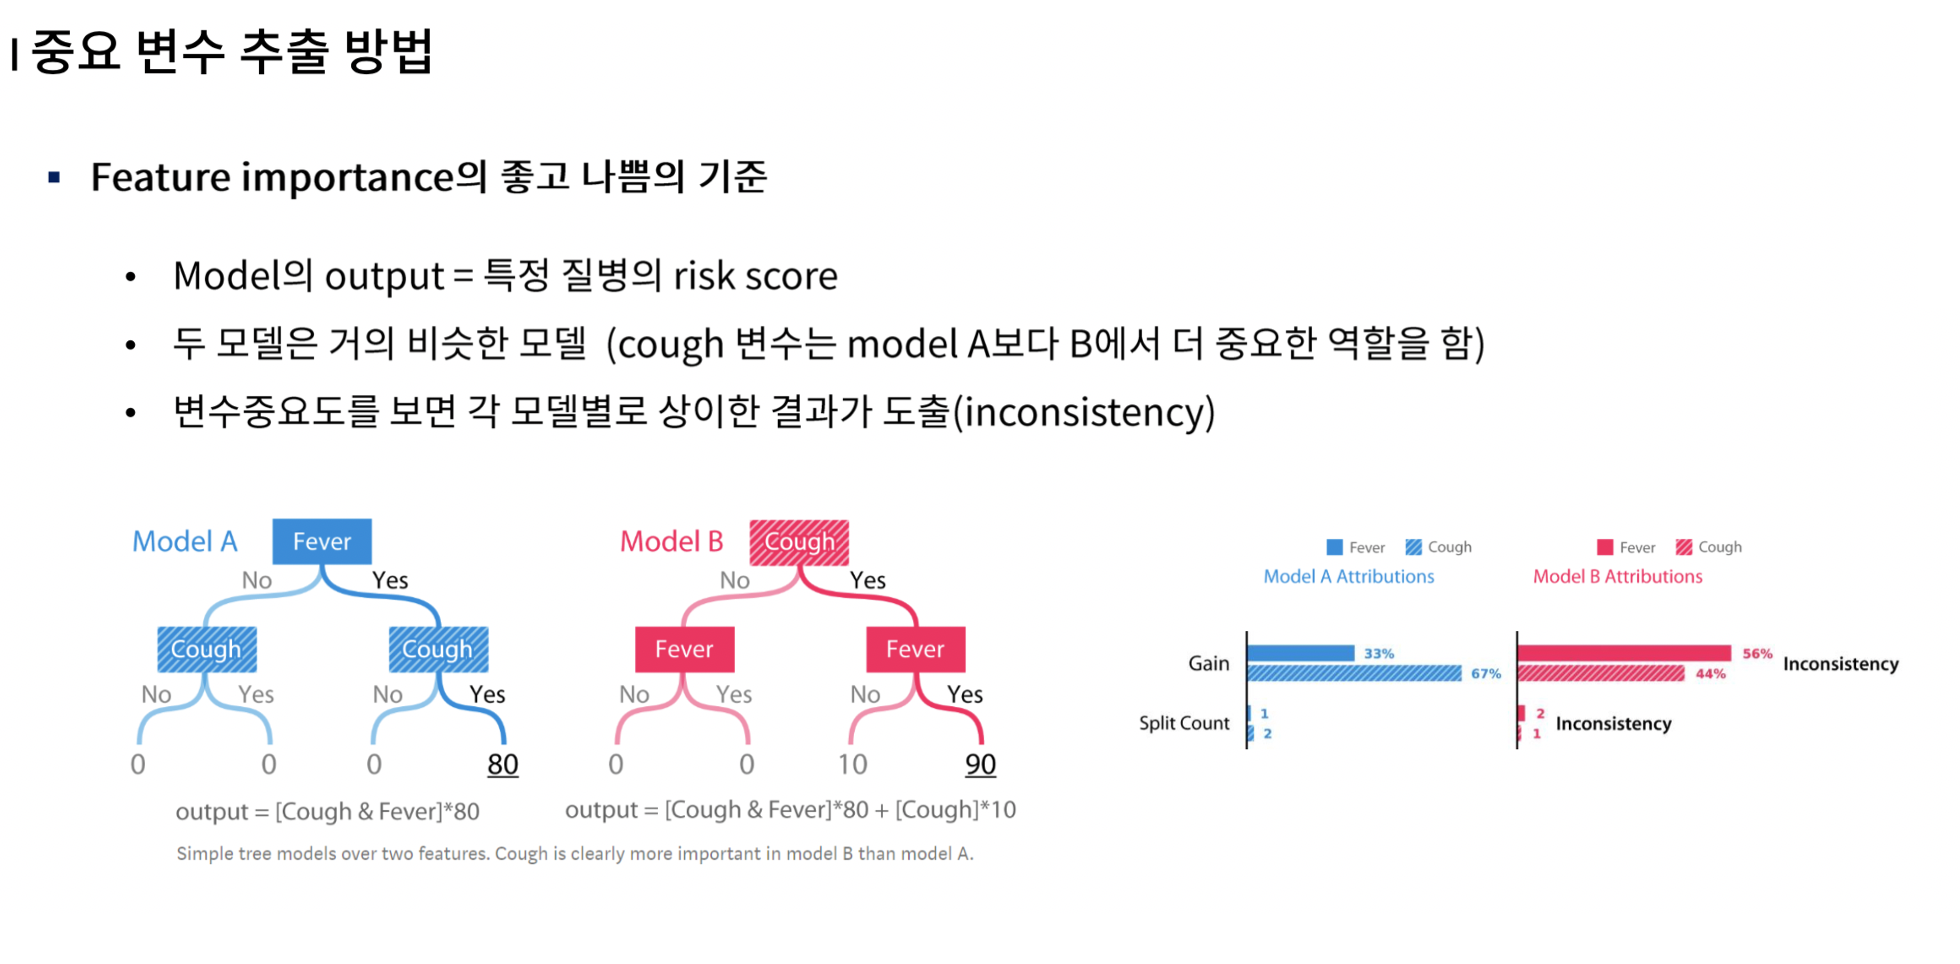 | 중요 변수 추출 방법
▪ Feature importance의 좋고 나쁨의 기준
• Model의 output = 특정 질병의 risk score
• 두 모델은 거의 비슷한 모델 (cough 변수는 model A보다 B에서 더 중요한 역할을 함)
• 변수중요도를 보면 각 모델별로 상이한 결과가 도출(inconsistency)
Model A
Fever
No Yes
Cough Cough
No Yes No Yes
0 0 0 80
output = [Cough & Fever]*80
Model B
Cough
No Yes
Fever Fever
No Yes No Yes
0 0 10 90
output = [Cough & Fever]*80 + [Cough]*10
Simple tree models over two features. Cough is clearly more important in model B than model A.
Fever Cough
Model A Attributions
Fever Cough
Model B Attributions
Gain
33%
67%
56%
44%
Inconsistency
Split Count
1
2
2
1
Inconsistency